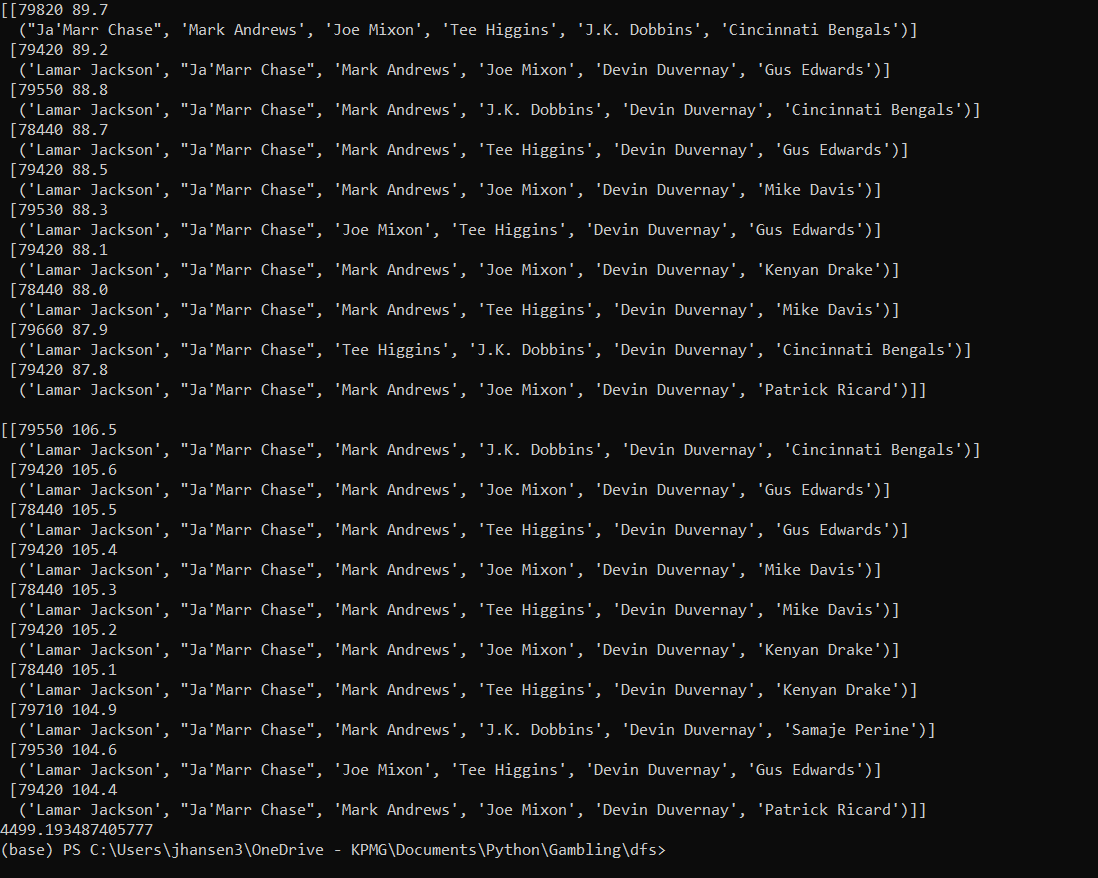 [[79820 89.7
("Ja'Marr Chase", 'Mark Andrews', 'Joe Mixon', 'Tee Higgins', 'J.K. Dobbins', 'Cincinnati Bengals')]
[79420 89.2
('Lamar Jackson', "Ja'Marr Chase", 'Mark Andrews', 'Joe Mixon', 'Devin Duvernay', 'Gus Edwards')]
[79550 88.8
('Lamar Jackson', "Ja'Marr Chase", 'Mark Andrews', 'J.K. Dobbins', 'Devin Duvernay', 'Cincinnati Bengals')]
[78440 88.7
('Lamar Jackson', "Ja'Marr Chase", 'Mark Andrews', 'Tee Higgins', 'Devin Duvernay', 'Gus Edwards')]
[79420 88.5
('Lamar Jackson', "Ja'Marr Chase", 'Mark Andrews', 'Joe Mixon', 'Devin Duvernay', 'Mike Davis')]
[79530 88.3
('Lamar Jackson', "Ja'Marr Chase", 'Joe Mixon', 'Tee Higgins', 'Devin Duvernay', 'Gus Edwards')]
[79420 88.1
('Lamar Jackson', "Ja'Marr Chase", 'Mark Andrews', 'Joe Mixon', 'Devin Duvernay', 'Kenyan Drake')]
[78440 88.0
('Lamar Jackson', "Ja'Marr Chase", 'Mark Andrews', 'Tee Higgins', 'Devin Duvernay', 'Mike Davis')]
[79660 87.9
('Lamar Jackson', "Ja'Marr Chase", 'Tee Higgins', 'J.K. Dobbins', 'Devin Duvernay', 'Cincinnati Bengals')]
[79420 87.8
('Lamar Jackson', "Ja'Marr Chase", 'Mark Andrews', 'Joe Mixon', 'Devin Duvernay', 'Patrick Ricard')]]
[[79550 106.5
('Lamar Jackson', "Ja'Marr Chase", 'Mark Andrews', 'J.K. Dobbins', 'Devin Duvernay', 'Cincinnati Bengals')]
[79420 105.6
('Lamar Jackson', "Ja'Marr Chase", 'Mark Andrews', 'Joe Mixon', 'Devin Duvernay', 'Gus Edwards')]
[78440 105.5
('Lamar Jackson', "Ja'Marr Chase", 'Mark Andrews', 'Tee Higgins', 'Devin Duvernay', 'Gus Edwards')]
[79420 105.4
('Lamar Jackson', "Ja'Marr Chase", 'Mark Andrews', 'Joe Mixon', 'Devin Duvernay', 'Mike Davis')]
[78440 105.3
('Lamar Jackson', "Ja'Marr Chase", 'Mark Andrews', 'Tee Higgins', 'Devin Duvernay', 'Mike Davis')]
[79420 105.2
('Lamar Jackson', "Ja'Marr Chase", 'Mark Andrews', 'Joe Mixon', 'Devin Duvernay', 'Kenyan Drake')]
[78440 105.1
('Lamar Jackson', "Ja'Marr Chase", 'Mark Andrews', 'Tee Higgins', 'Devin Duvernay', 'Kenyan Drake')]
[79710 104.9
('Lamar Jackson', "Ja'Marr Chase", 'Mark Andrews', 'J.K. Dobbins', 'Devin Duvernay', 'Samaje Perine')]
[79530 104.6
('Lamar Jackson', "Ja'Marr Chase", 'Joe Mixon', 'Tee Higgins', 'Devin Duvernay', 'Gus Edwards')]
[79420 104.4
('Lamar Jackson', "Ja'Marr Chase", 'Mark Andrews', 'Joe Mixon', 'Devin Duvernay', 'Patrick Ricard')]]
4499.193487405777
(base) PS C:\Users\jhansen3\OneDrive - KPMG\Documents\Python\Gambling\dfs>